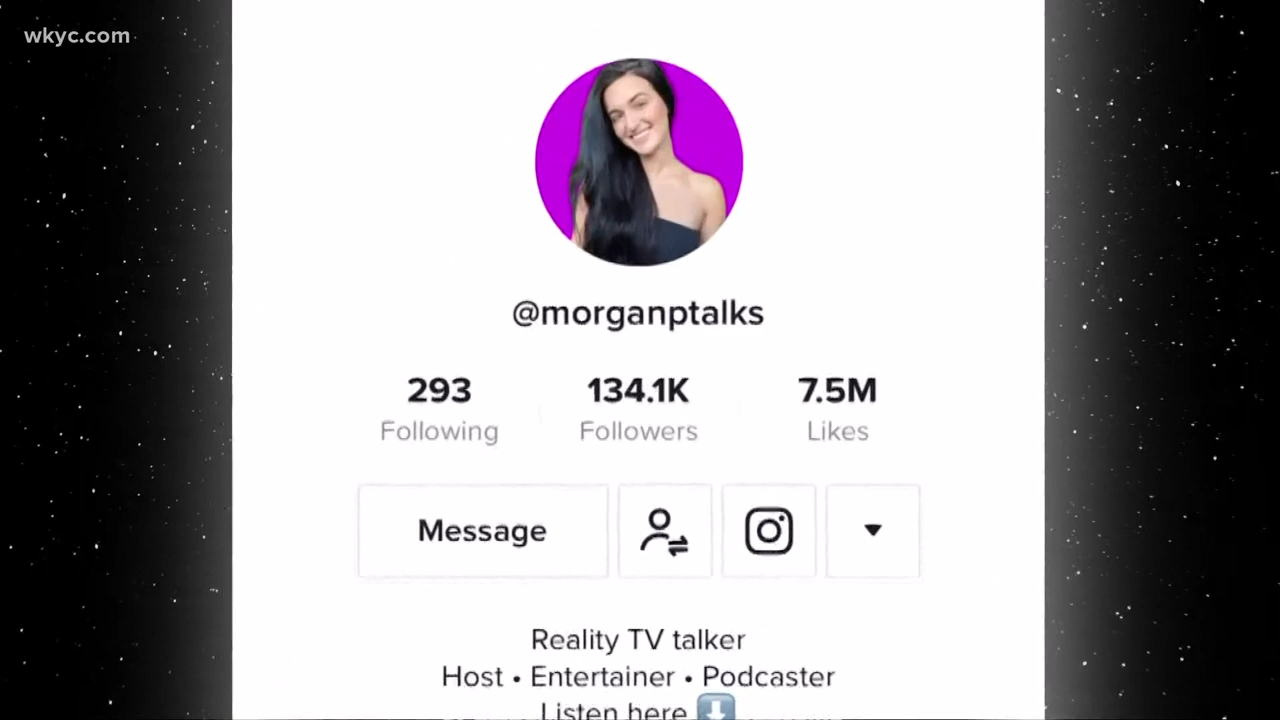 wkyc.com
@morganptalks
293 134.1K 7.5M
Following Followers Likes
Message
Reality TV talker
Host • Entertainer • Podcaster
Listen here ⬇️